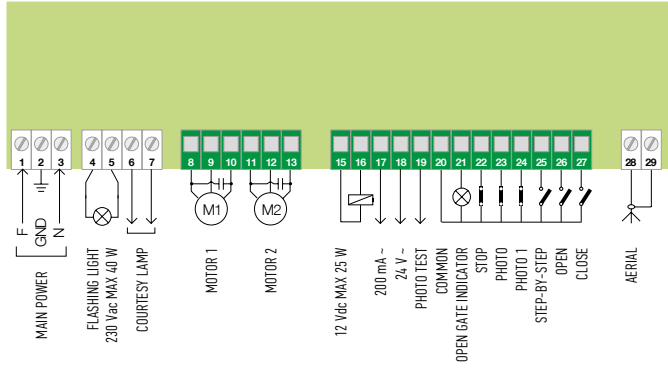 1 2 3 4 5 6 7 8 9 10 11 12 13 15 16 17 18 19 20 21 22 23 24 25 26 27 28 29
M1 M2
F
GND
N
MAIN POWER
FLASHING LIGHT
230 Vac MAX 40 W
COURTESY LAMP
MOTOR 1
MOTOR 2
12 Vdc MAX 25 W
200 mA ~
24 V ~
PHOTO TEST
COMMON
OPEN GATE INDICATOR
STOP
PHOTO
PHOTO 1
STEP-BY-STEP
OPEN
CLOSE
AERIAL